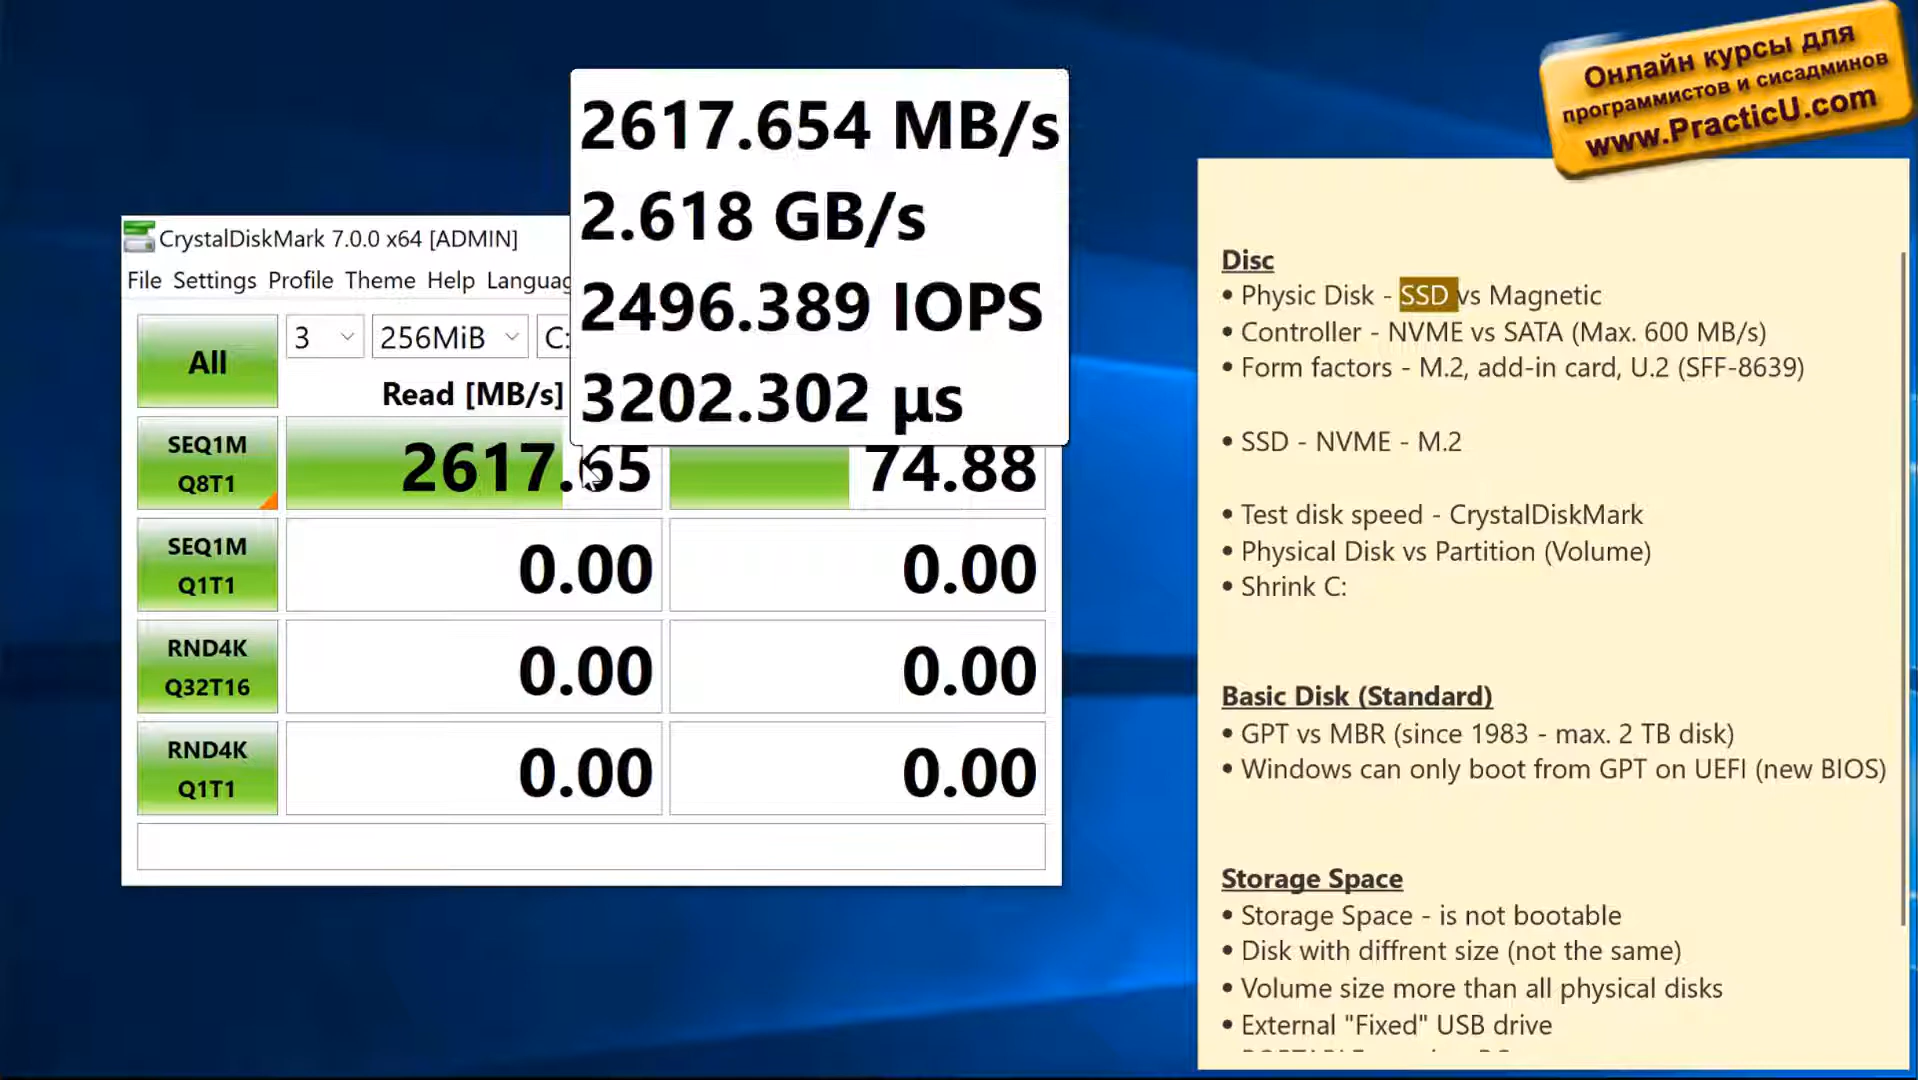 Онлайн курсы для
программистов и сисадминов
www.PracticU.com
2617.654 MB/s
2.618 GB/s
2496.389 IOPS
3202.302 µs
CrystalDiskMark 7.0.0 x64 [ADMIN]
File Settings Profile Theme Help Languag
All
3
256MiB
C:
Read [MB/s]
SEQ1M
Q8T1
2617.65
74.88
SEQ1M
Q1T1
0.00
0.00
RND4K
Q32T16
0.00
0.00
RND4K
Q1T1
0.00
0.00
Disc
• Physic Disk - SSD vs Magnetic
• Controller - NVME vs SATA (Max. 600 MB/s)
• Form factors - M.2, add-in card, U.2 (SFF-8639)
• SSD - NVME - M.2
• Test disk speed - CrystalDiskMark
• Physical Disk vs Partition (Volume)
• Shrink C:
Basic Disk (Standard)
• GPT vs MBR (since 1983 - max. 2 TB disk)
• Windows can only boot from GPT on UEFI (new BIOS)
Storage Space
• Storage Space - is not bootable
• Disk with diffrent size (not the same)
• Volume size more than all physical disks
• External "Fixed" USB drive